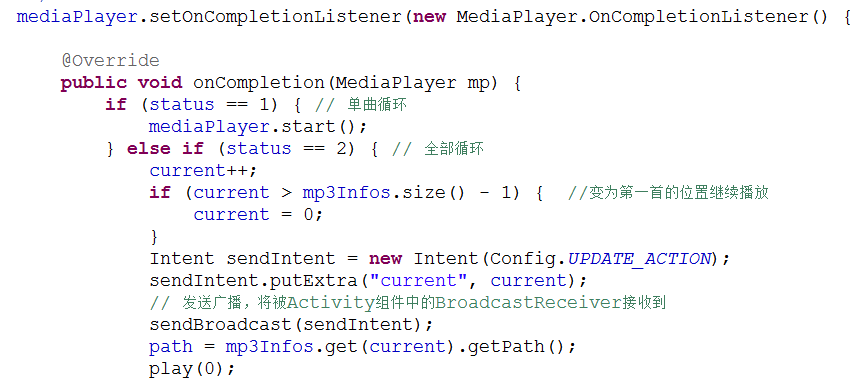 mediaPlayer.setOnCompletionListener(new MediaPlayer.OnCompletionListener() {
@Override
public void onCompletion(MediaPlayer mp) {
if (status == 1) { // 单曲循环
mediaPlayer.start();
} else if (status == 2) { // 全部循环
current++;
if (current > mp3Infos.size() - 1) {  //变为第一首的位置继续播放
current = 0;
}
Intent sendIntent = new Intent(Config.UPDATE_ACTION);
sendIntent.putExtra("current", current);
// 发送广播，将被Activity组件中的BroadcastReceiver接收到
sendBroadcast(sendIntent);
path = mp3Infos.get(current).getPath();
play(0);